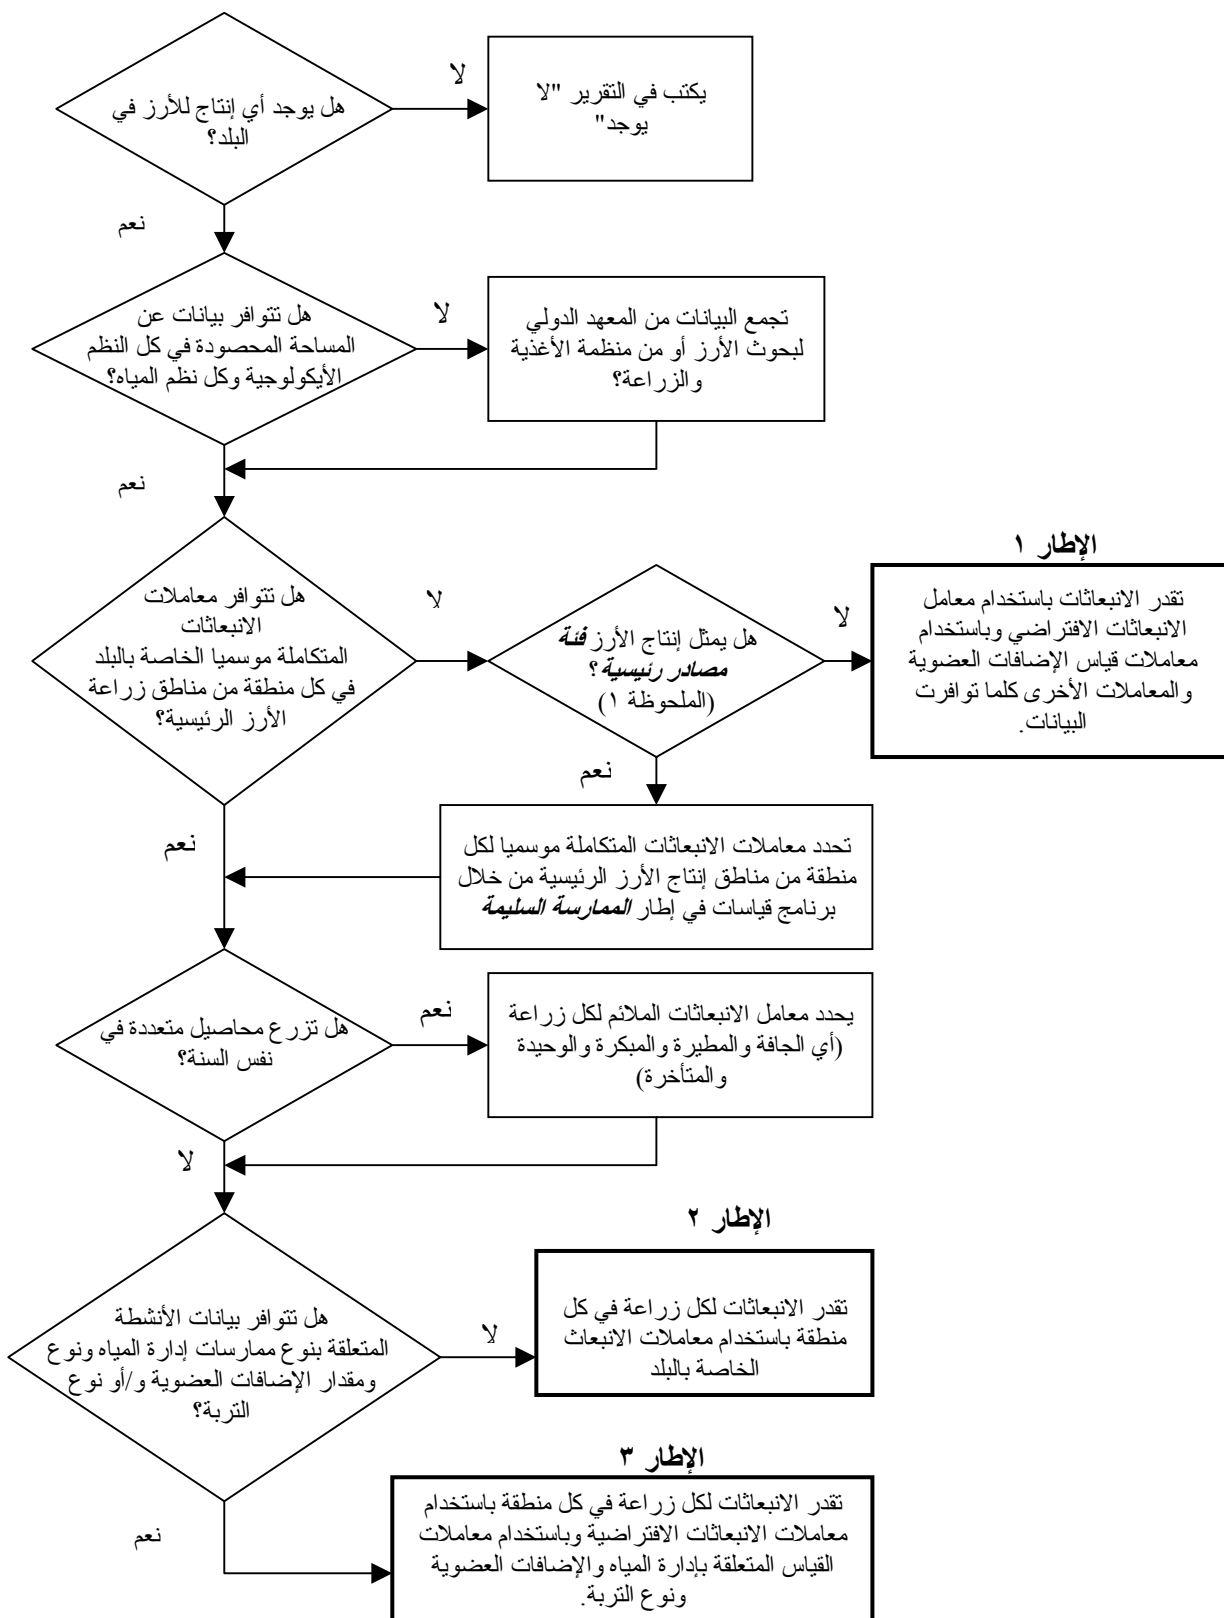 هل يوجد أي إنتاج للأرز في
البلد؟
لا
يكتب في التقرير "لا
يوجد"
نعم
هل تتوافر بيانات عن
المساحة المحصودة في كل النظم
الأيكولوجية وكل نظم المياه؟
لا
تجمع البيانات من المعهد الدولي
لبحوث الأرز أو من منظمة الأغذية
والزراعة؟
نعم
هل تتوافر معاملات
الانبعاثات
المتكاملة موسميا الخاصة بالبلد
في كل منطقة من مناطق زراعة
الأرز الرئيسية؟
لا
هل يمثل إنتاج الأرز فئة
مصادر رئيسية؟
(الملحوظة ١)
لا
الإطار ١
تقدر الانبعاثات باستخدام معامل
الانبعاثات الافتراضي وباستخدام
معاملات قياس الإضافات العضوية
والمعاملات الأخرى كلما توافرت
البيانات.
نعم
تحدد معاملات الانبعاثات المتكاملة موسميا لكل
منطقة من مناطق إنتاج الأرز الرئيسية من خلال
برنامج قياسات في إطار الممارسة السليمة
نعم
هل تزرع محاصيل متعددة في
نفس السنة؟
نعم
يحدد معامل الانبعاثات الملائم لكل زراعة
(أي الجافة والمطيرة والمبكرة والوحيدة
والمتأخرة)
لا
هل تتوافر بيانات الأنشطة
المتعلقة بنوع ممارسات إدارة المياه ونوع
ومقدار الإضافات العضوية و/أو نوع
التربة؟
لا
الإطار ٢
تقدر الانبعاثات لكل زراعة في كل
منطقة باستخدام معاملات الانبعاث
الخاصة بالبلد
نعم
الإطار ٣
تقدر الانبعاثات لكل زراعة في كل منطقة باستخدام
معاملات الانبعاثات الافتراضية وباستخدام معاملات
القياس المتعلقة بإدارة المياه والإضافات العضوية
ونوع التربة.